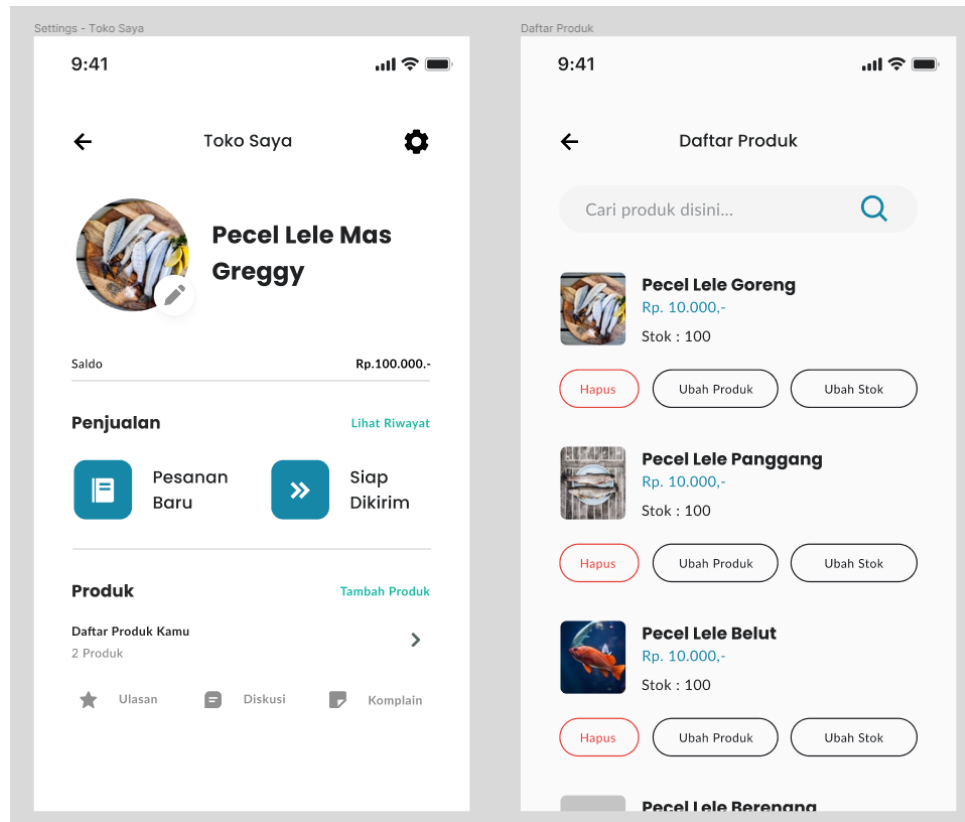 Settings - Toko Saya
9:41
Toko Saya
Pecel Lele Mas
Greggy
Saldo
Rp.100.000.-
Penjualan
Lihat Riwayat
Pesanan
Baru
Siap
Dikirim
Produk
Tambah Produk
Daftar Produk Kamu
2 Produk
Ulasan
Diskusi
Komplain
Daftar Produk
9:41
Daftar Produk
Cari produk disini...
Pecel Lele Goreng
Rp. 10.000,-
Stok : 100
Hapus
Ubah Produk
Ubah Stok
Pecel Lele Panggang
Rp. 10.000,-
Stok : 100
Hapus
Ubah Produk
Ubah Stok
Pecel Lele Belut
Rp. 10.000,-
Stok : 100
Hapus
Ubah Produk
Ubah Stok
Pecel Lele Berenang